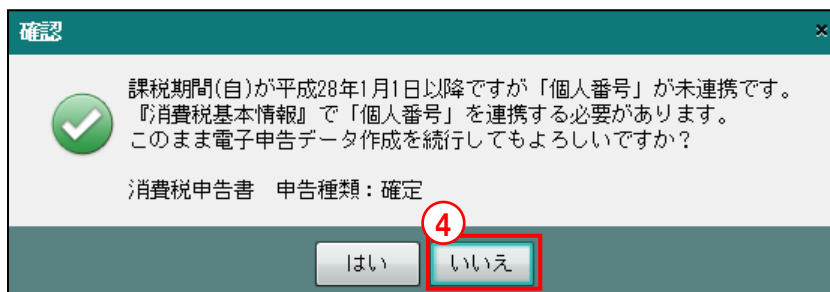 確認
×
課税期間(自)が平成28年1月1日以降ですが「個人番号」が未連携です。
『消費税基本情報』で「個人番号」を連携する必要があります。
このまま電子申告データ作成を続行してもよろしいですか？
消費税申告書　申告種類：確定
④
はい
いいえ